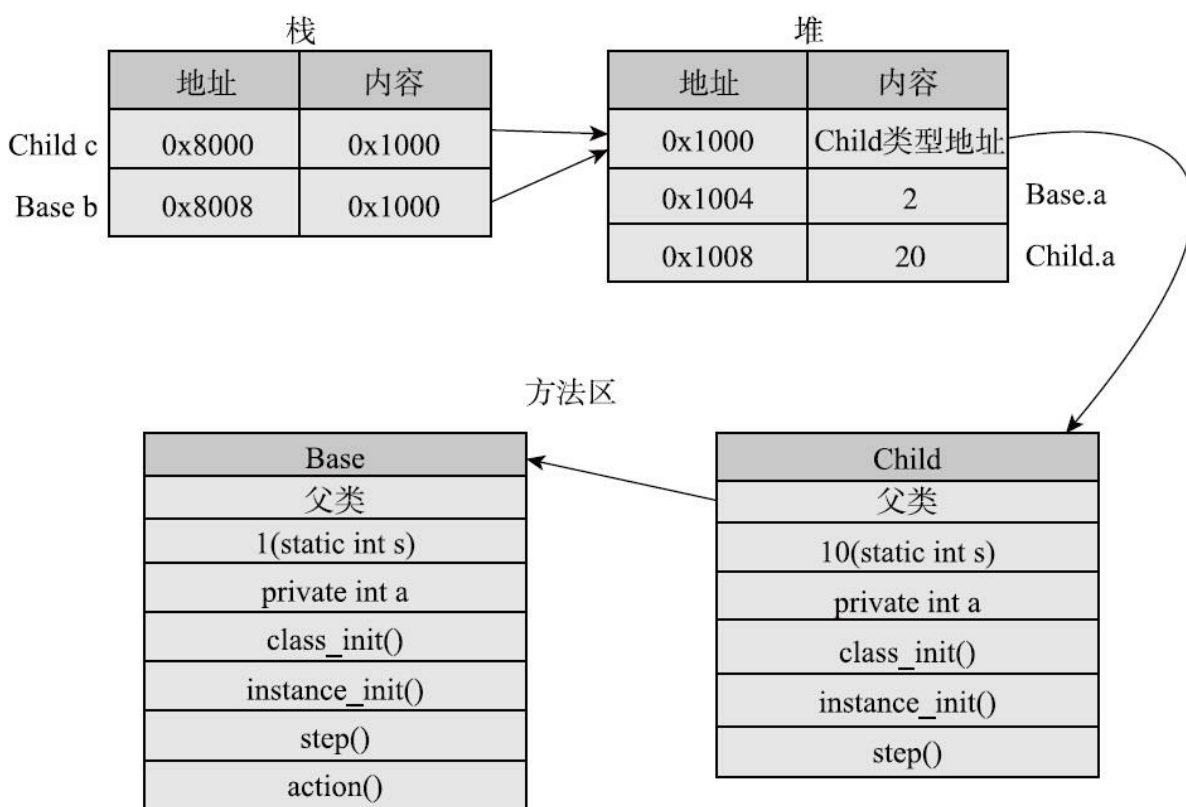 栈
地址 内容
Child c 0x8000 0x1000
Base b 0x8008 0x1000
堆
地址 内容
0x1000 Child类型地址
0x1004 2 Base.a
0x1008 20 Child.a
方法区
Base
父类
1(static int s)
private int a
class_init()
instance_init()
step()
action()
Child
父类
10(static int s)
private int a
class_init()
instance_init()
step()